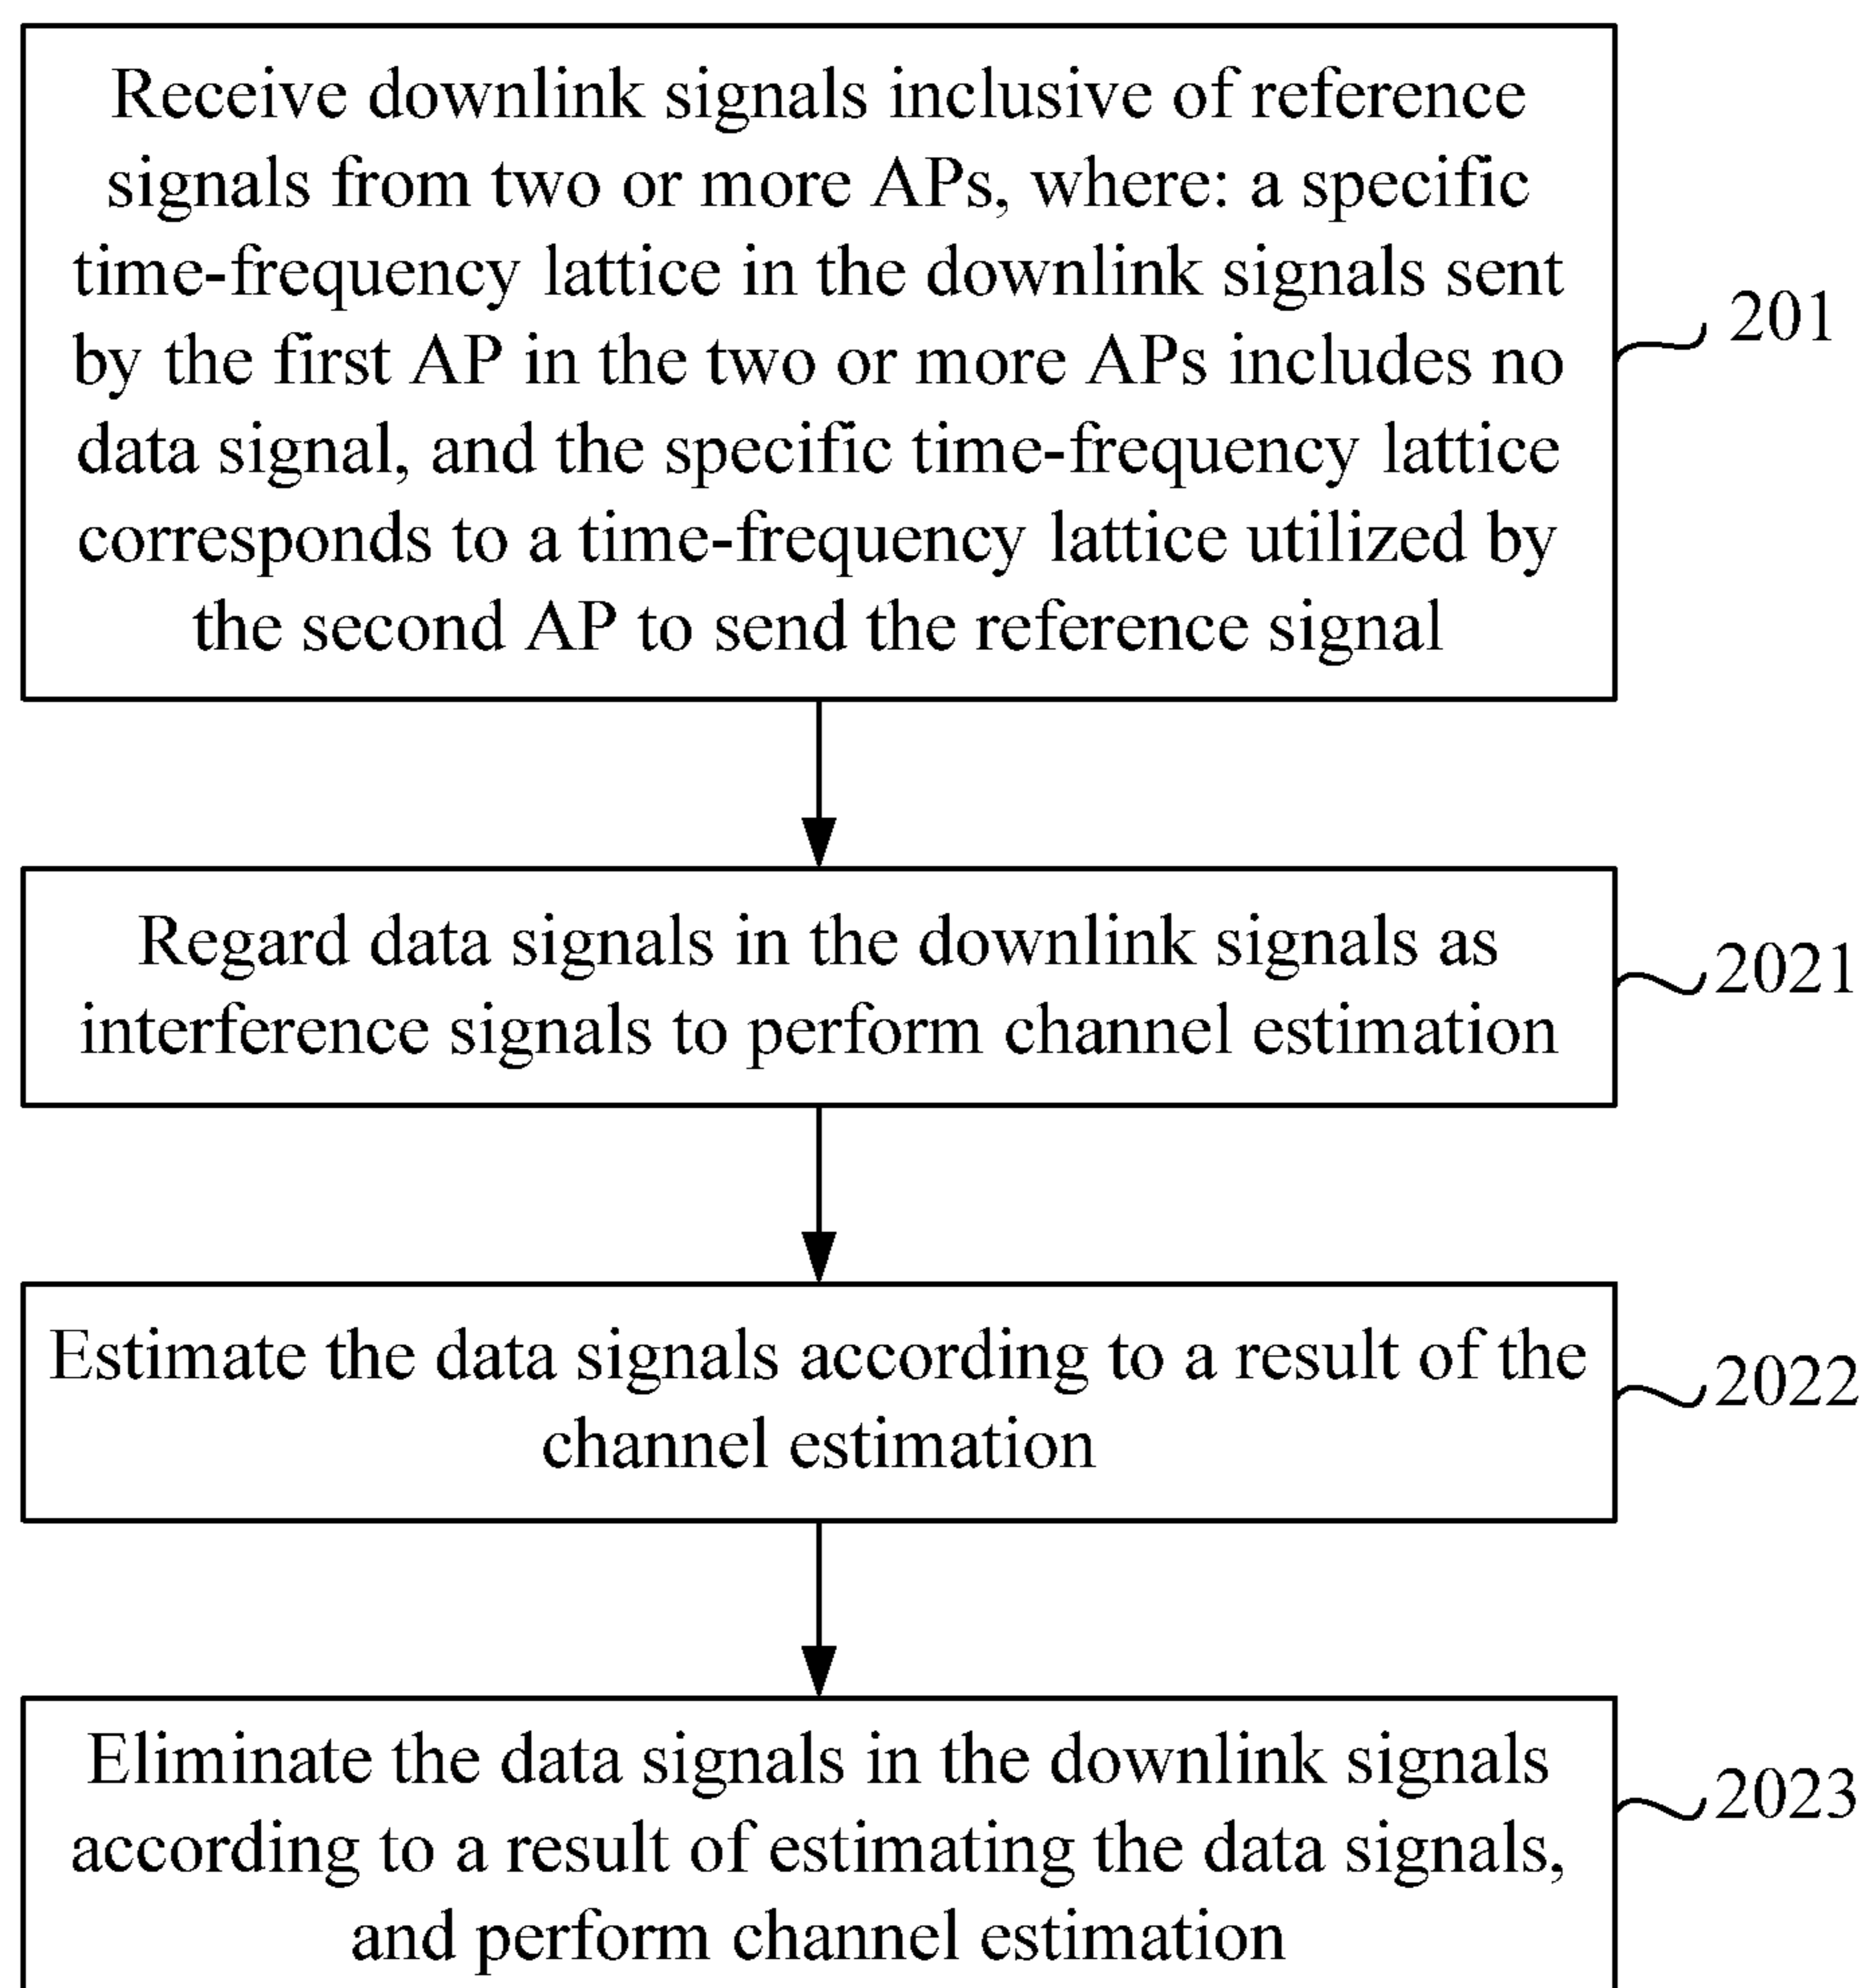 Receive downlink signals inclusive of reference
signals from two or more APs, where: a specific
time-frequency lattice in the downlink signals sent
by the first AP in the two or more APs includes no
data signal, and the specific time-frequency lattice
corresponds to a time-frequency lattice utilized by
the second AP to send the reference signal
201
Regard data signals in the downlink signals as
interference signals to perform channel estimation
2021
Estimate the data signals according to a result of the
channel estimation
2022
Eliminate the data signals in the downlink signals
according to a result of estimating the data signals,
and perform channel estimation
2023